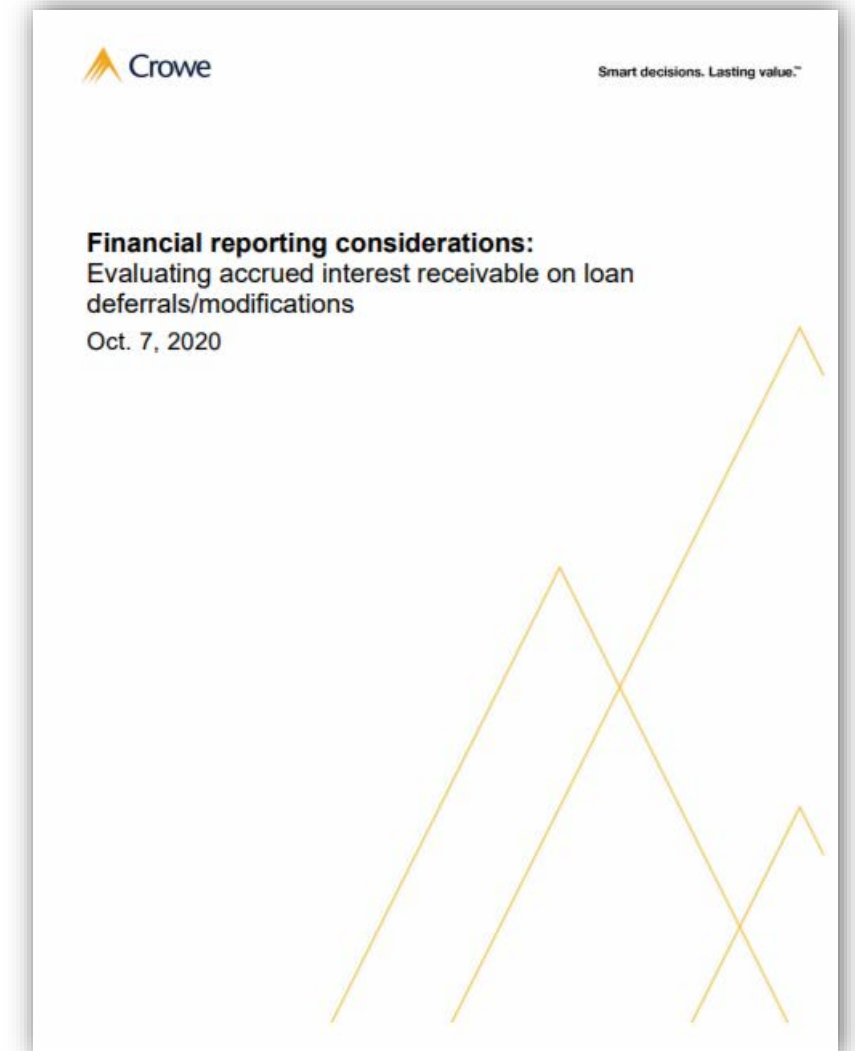 Crowe
Smart decisions. Lasting value.™
Financial reporting considerations:
Evaluating accrued interest receivable on loan
deferrals/modifications
Oct. 7, 2020